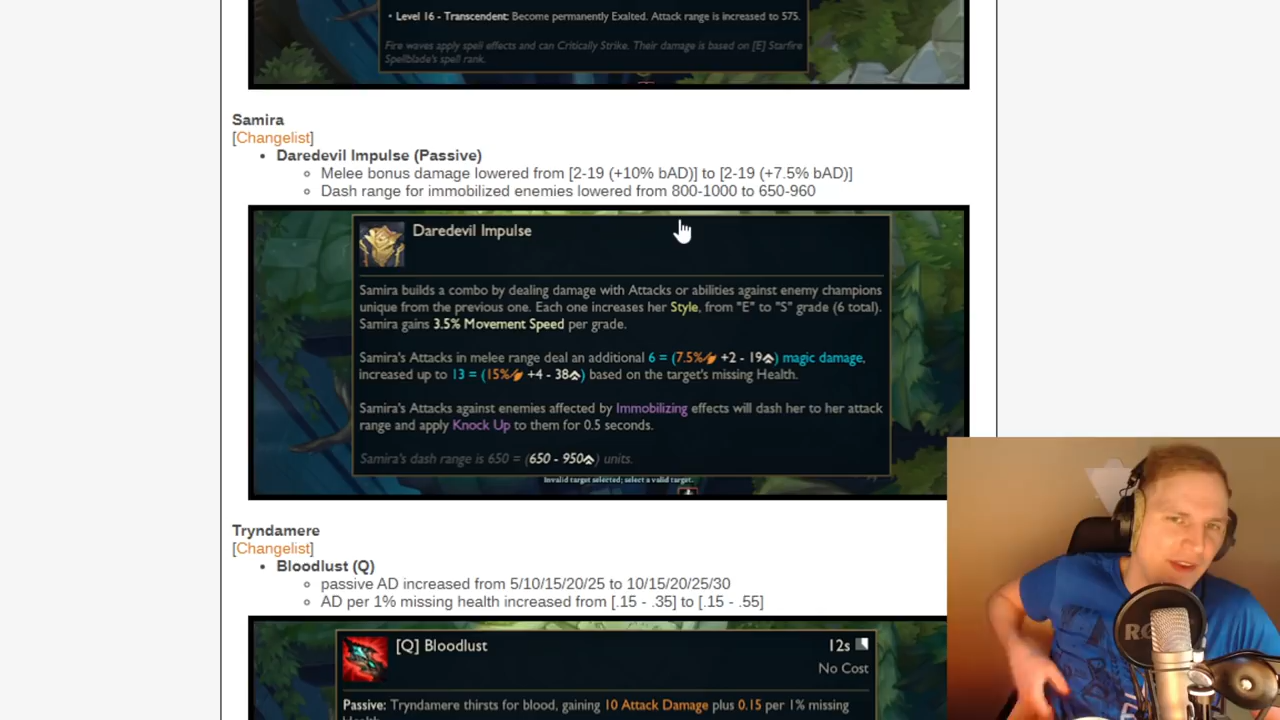 • Level 16 - Transcendent: Become permanently Exalted. Attack range is increased to 575.
Fire waves apply spell effects and can Critically Strike. Their damage is based on [E] Starfire
Spellblade's spell rank.
Samira
[Changelist]
• Daredevil Impulse (Passive)
Melee bonus damage lowered from [2-19 (+10% bAD)] to [2-19 (+7.5% bAD)]
Dash range for immobilized enemies lowered from 800-1000 to 650-960
Daredevil Impulse
Samira builds a combo by dealing damage with Attacks or abilities against enemy champions
unique from the previous one. Each one increases her Style, from "E" to "S" grade (6 total).
Samira gains 3.5% Movement Speed per grade.
Samira's Attacks in melee range deal an additional 6 = (7.5% +2 - 19) magic damage,
increased up to 13 = (15% +4 - 38) based on the target's missing Health.
Samira's Attacks against enemies affected by Immobilizing effects will dash her to her attack
range and apply Knock Up to them for 0.5 seconds.
Samira's dash range is 650 = (650 - 950) units.
Invalid target selected; select a valid target.
Tryndamere
[Changelist]
• Bloodlust (Q)
passive AD increased from 5/10/15/20/25 to 10/15/20/25/30
AD per 1% missing health increased from [.15 - .35] to [.15 - .55]
[Q] Bloodlust
12s
No Cost
Passive: Tryndamere thirsts for blood, gaining 10 Attack Damage plus 0.15 per 1% missing